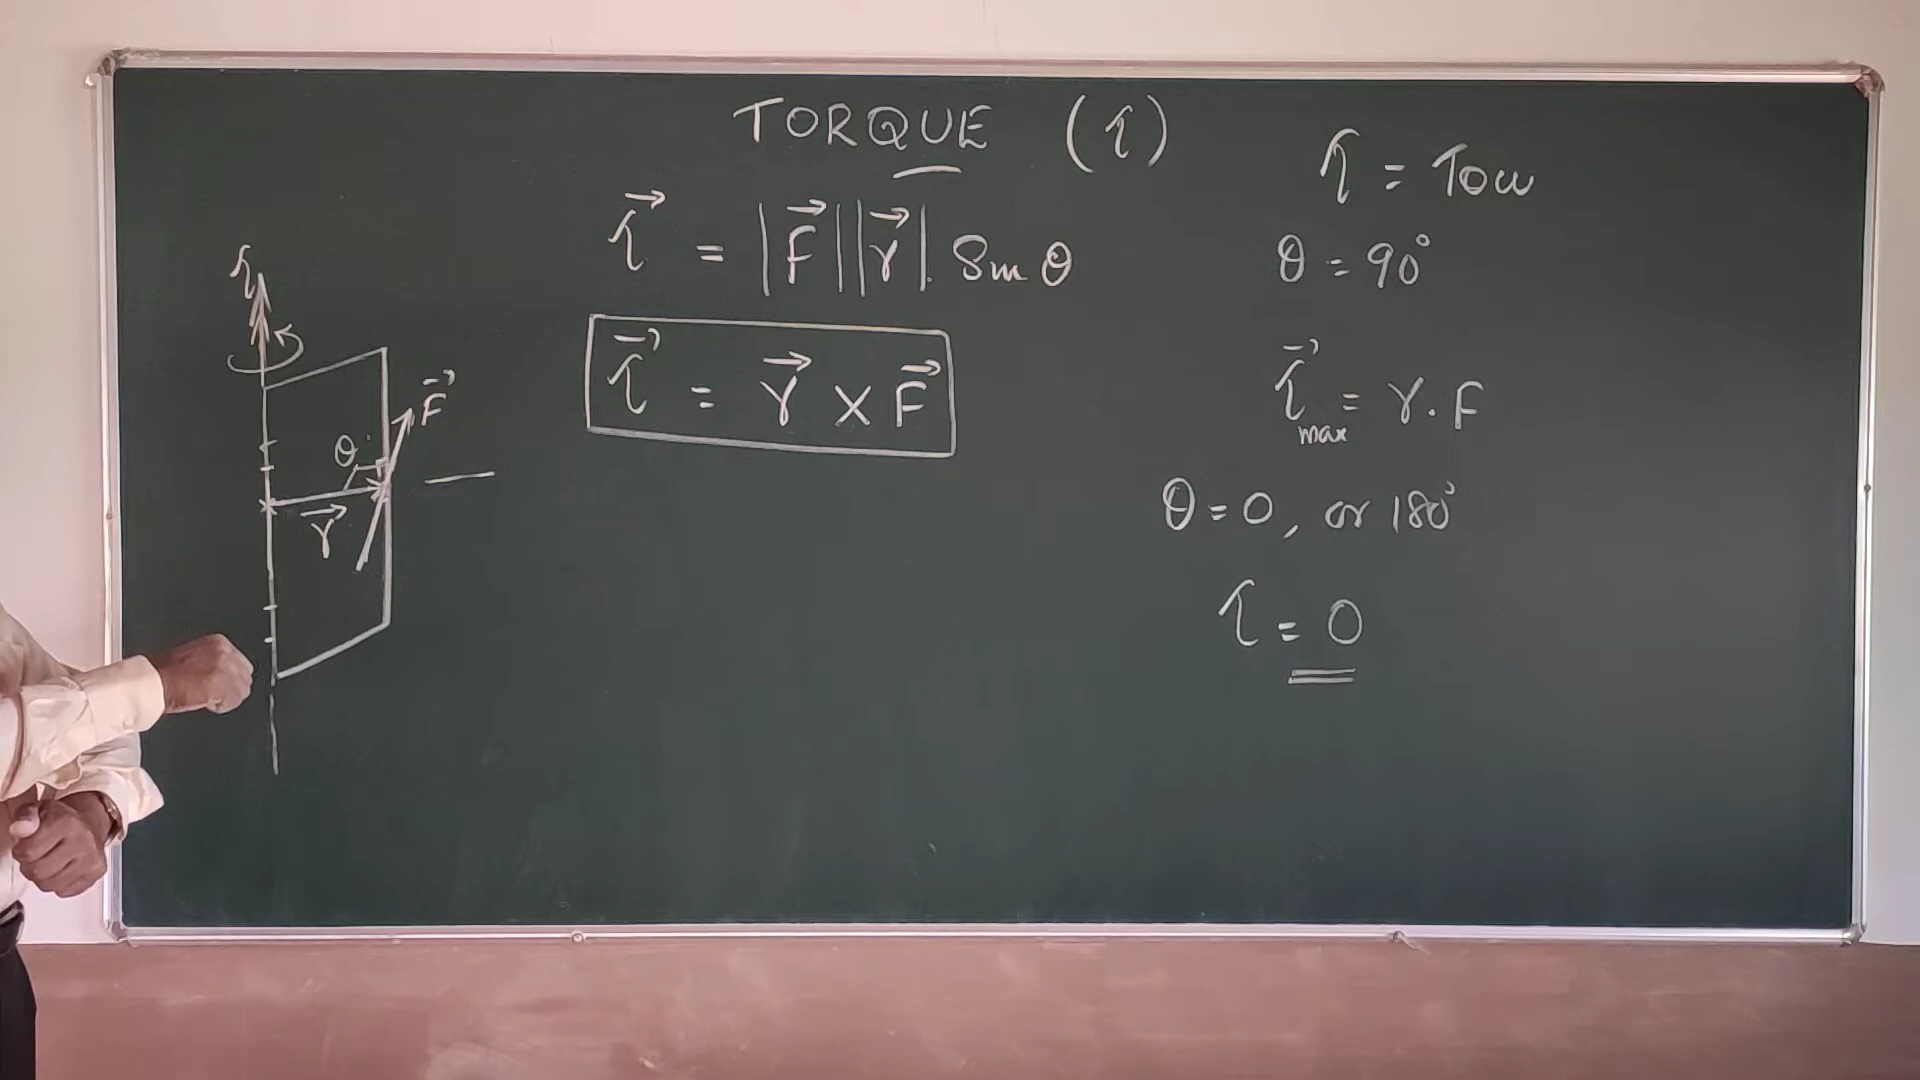 TORQUE (τ)
τ = Tow
τ⃗ = |F⃗||r⃗|. Sin θ
θ = 90°
τ⃗ = r⃗ × F⃗
τ⃗max = r . F
θ = 0, or 180°
τ = 0
τ
F⃗
θ
r⃗